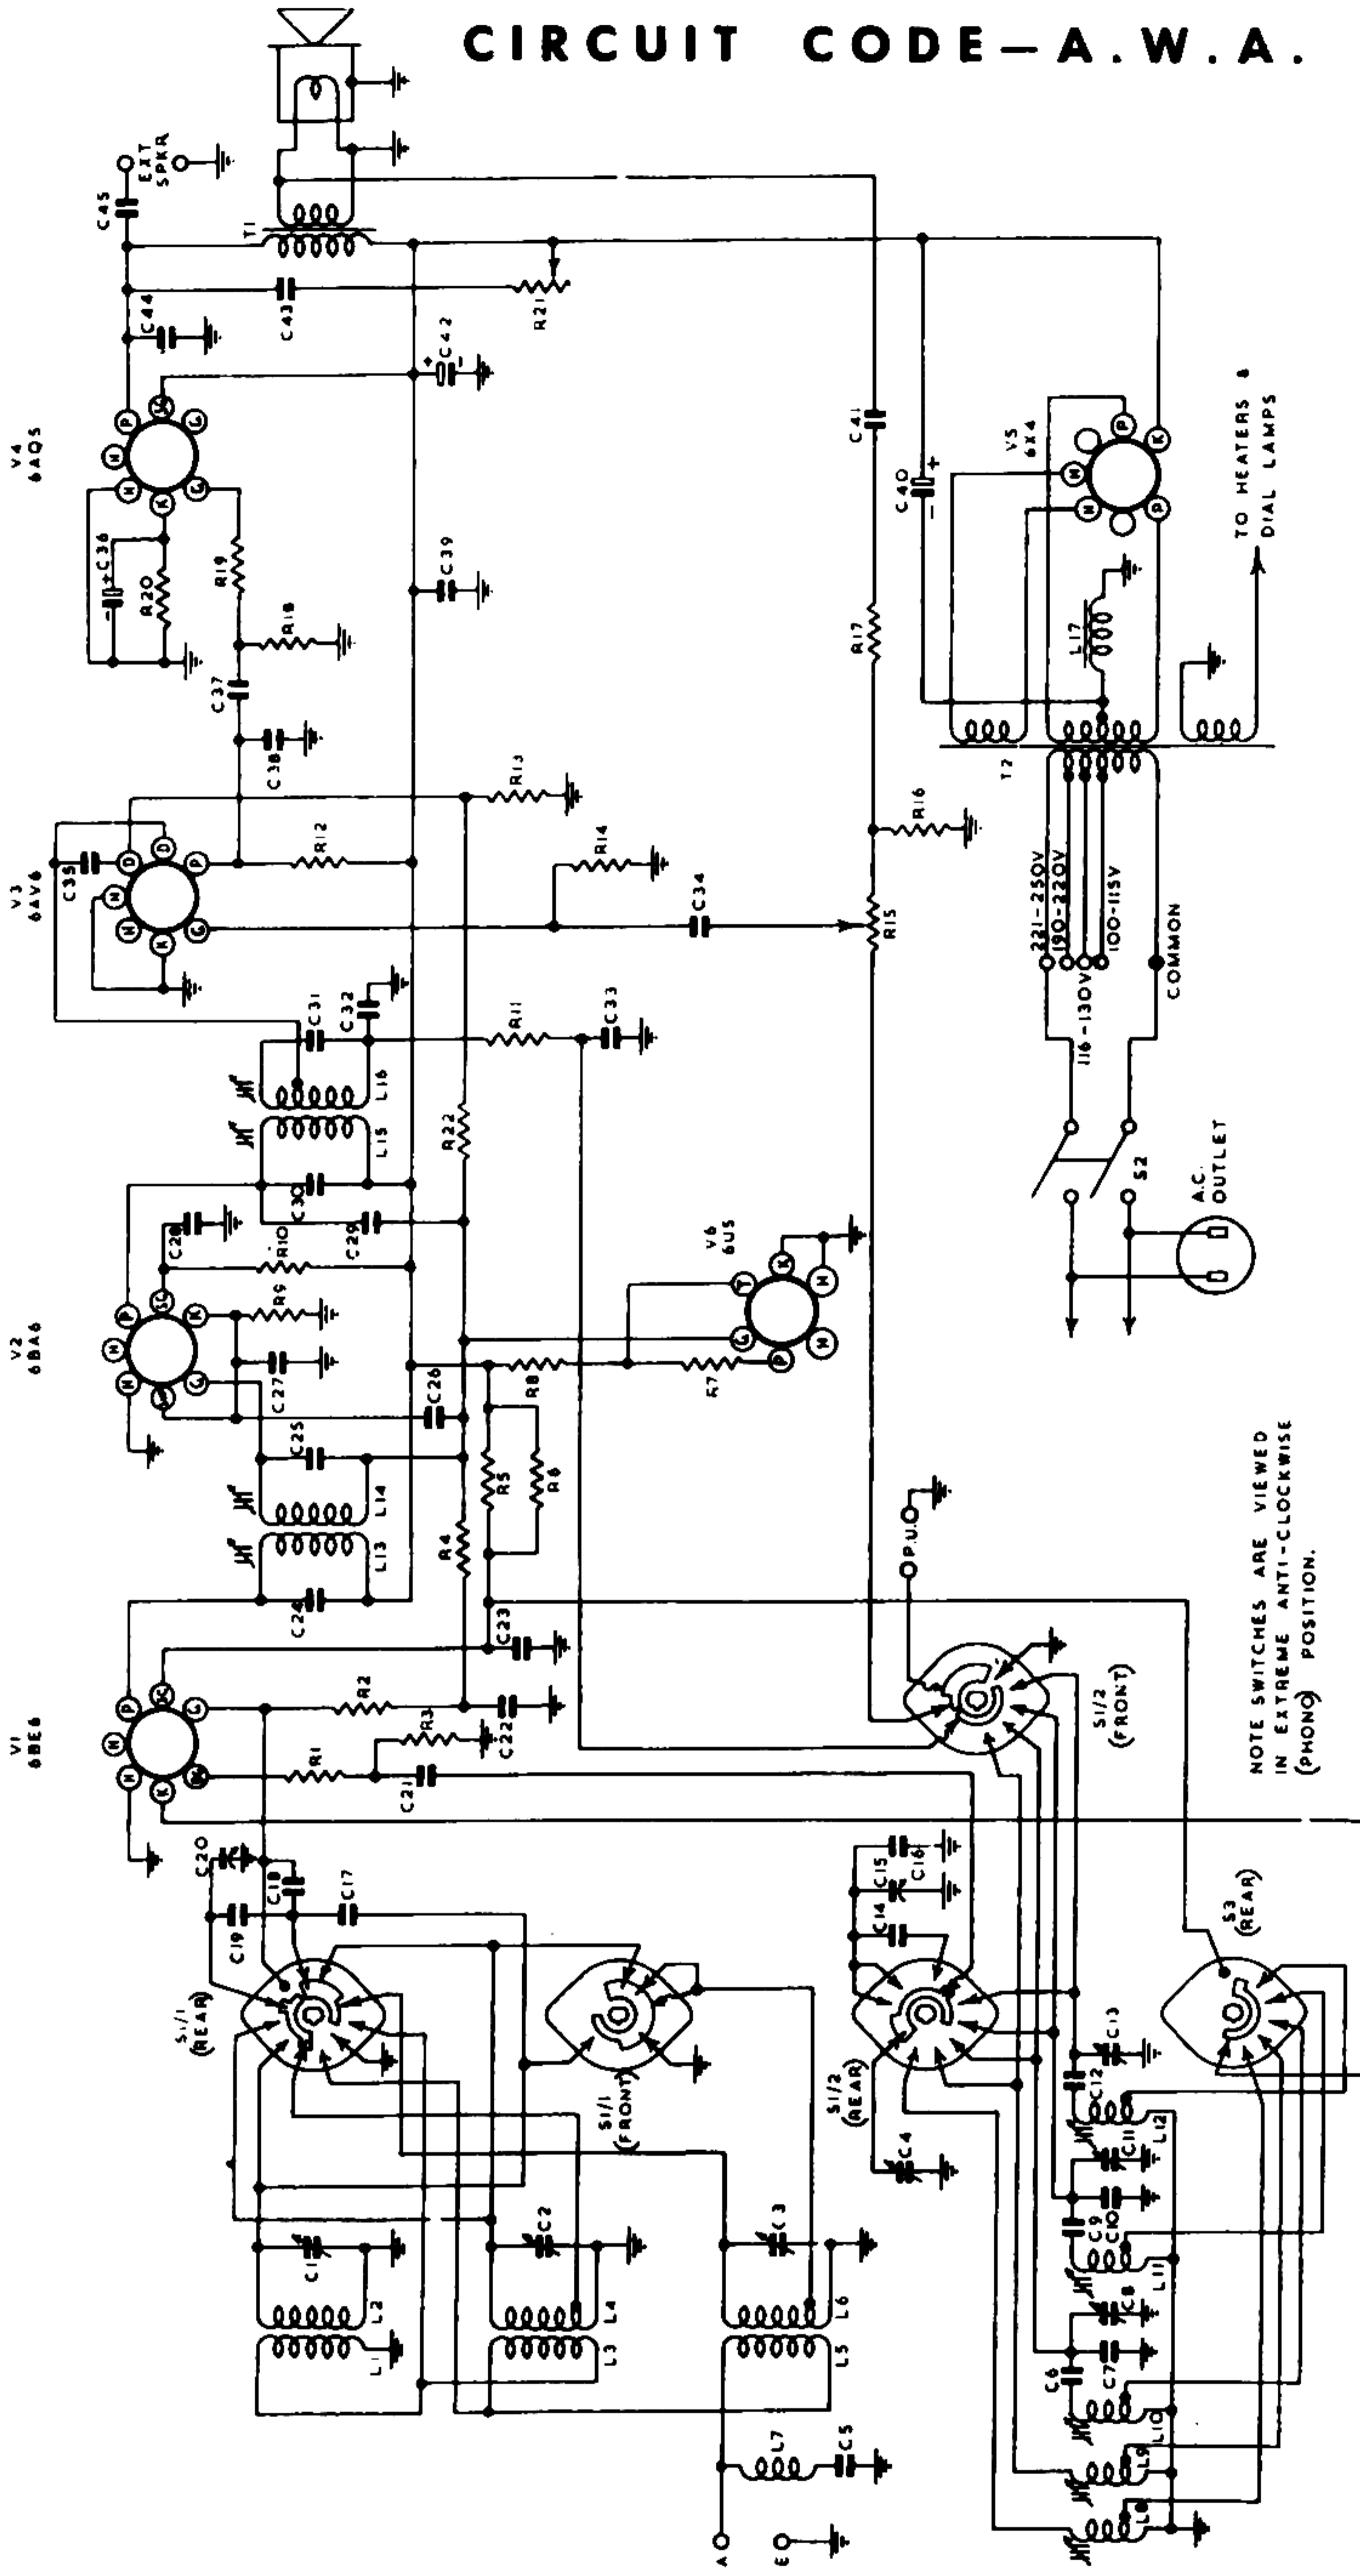 CIRCUIT CODE — A.W.A.
V1
6BE6
V2
6BA6
V3
6AV6
V4
6AQ5
EXT
SPKR
C45
T1
C44
C43
R21
C42
+
-
C36
- +
R20
R19
R18
C37
C38
C39
C41
R17
C40
- +
V5
6X4
L17
T2
TO HEATERS &
DIAL LAMPS
C35
R12
R13
R14
C34
R15
R16
C31
C32
L15
L16
R11
C33
R22
C30
C29
C28
R10
R9
C27
C26
C25
L14
L13
C24
R4
R5
R6
R8
R7
V6
6U5
C23
C22
R2
R3
R1
C21
P.U.
221-250V
190-220V
116-130V
100-115V
COMMON
S2
A.C.
OUTLET
S1/2
(FRONT)
NOTE SWITCHES ARE VIEWED
IN EXTREME ANTI-CLOCKWISE
(PHONO) POSITION.
C20
C19
C18
C17
S1/1
(REAR)
S1/1
(FRONT)
C14
C15
C16
S1/2
(REAR)
C4
S3
(REAR)
C1
L1
L2
C2
L3
L4
C3
L5
L6
L7
C5
A
E
C13
C12
C11
L12
C9
C10
L11
C8
C6
C7
L10
L9
L8